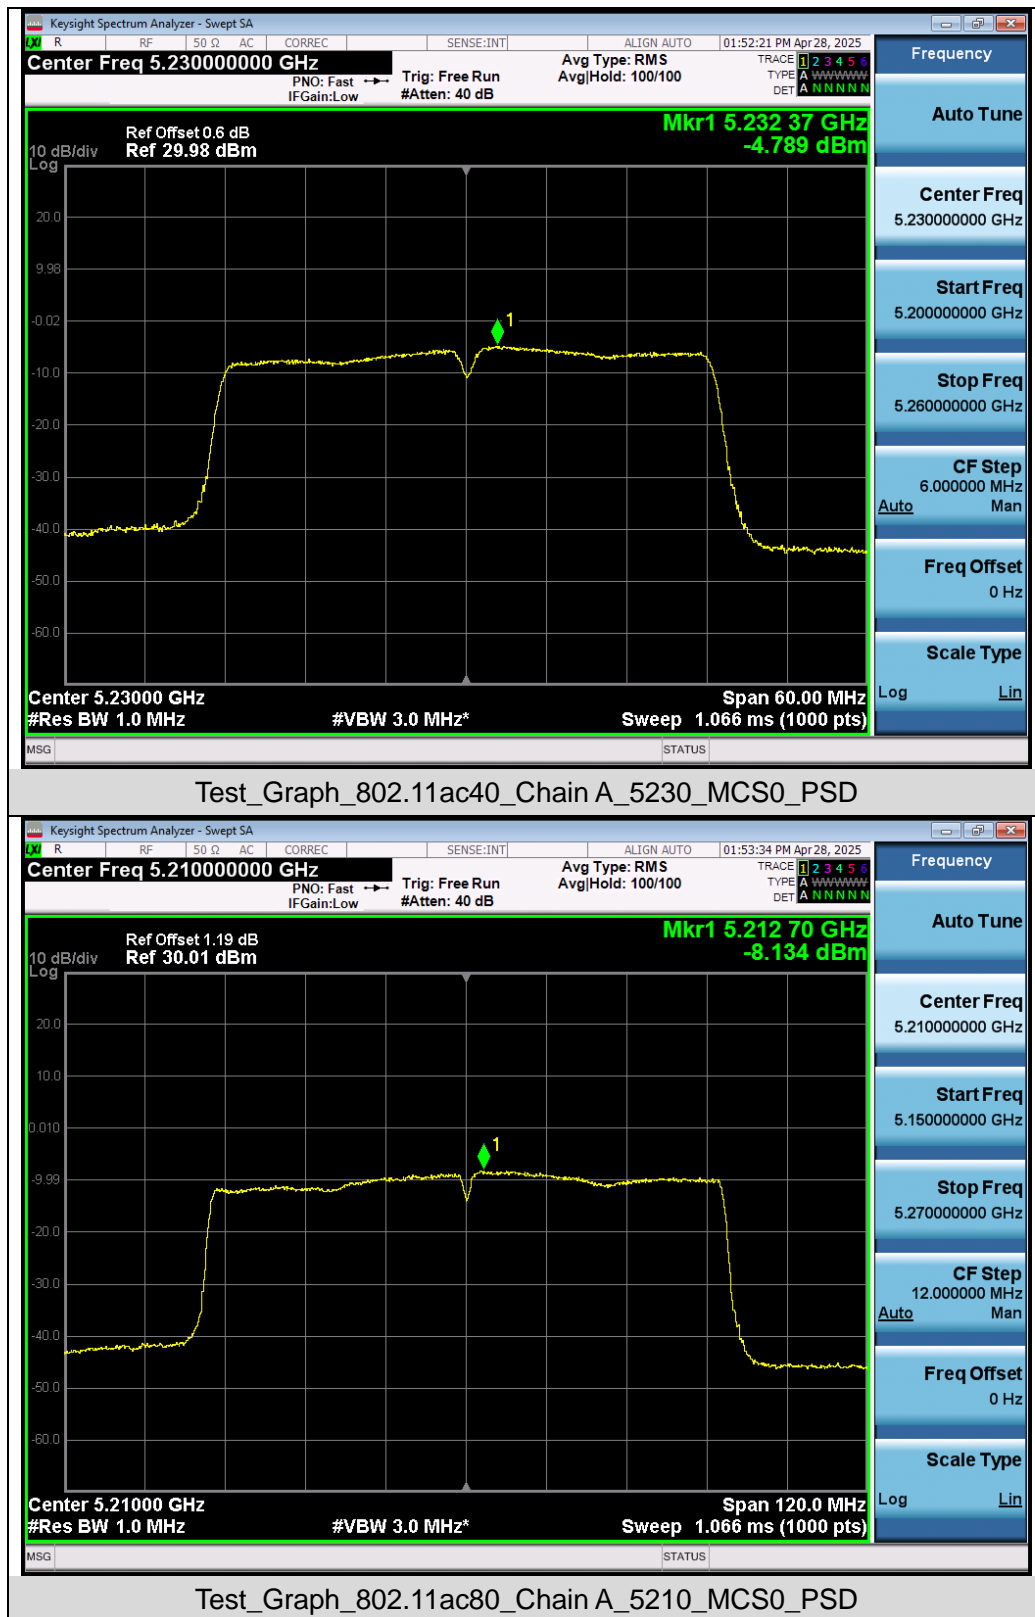 Keysight Spectrum Analyzer - Swept SA
LXI R RF 50 Ω AC CORREC SENSE:INT ALIGN AUTO 01:52:21 PM Apr 28, 2025
Center Freq 5.230000000 GHz
PNO: Fast
IFGain:Low
Trig: Free Run
#Atten: 40 dB
Avg Type: RMS
Avg|Hold: 100/100
TRACE 1 2 3 4 5 6
TYPE A WWWWW
DET A N N N N N
Mkr1 5.232 37 GHz
-4.789 dBm
Ref Offset 0.6 dB
10 dB/div Ref 29.98 dBm
Log
20.0
9.98
-0.02
-10.0
-20.0
-30.0
-40.0
-50.0
-60.0
1
Center 5.23000 GHz Span 60.00 MHz
#Res BW 1.0 MHz #VBW 3.0 MHz* Sweep 1.066 ms (1000 pts)
MSG STATUS
Frequency
Auto Tune
Center Freq
5.230000000 GHz
Start Freq
5.200000000 GHz
Stop Freq
5.260000000 GHz
CF Step
6.000000 MHz
Auto Man
Freq Offset
0 Hz
Scale Type
Log Lin
Test_Graph_802.11ac40_Chain A_5230_MCS0_PSD
Keysight Spectrum Analyzer - Swept SA
LXI R RF 50 Ω AC CORREC SENSE:INT ALIGN AUTO 01:53:34 PM Apr 28, 2025
Center Freq 5.210000000 GHz
PNO: Fast
IFGain:Low
Trig: Free Run
#Atten: 40 dB
Avg Type: RMS
Avg|Hold: 100/100
TRACE 1 2 3 4 5 6
TYPE A WWWWW
DET A N N N N N
Mkr1 5.212 70 GHz
-8.134 dBm
Ref Offset 1.19 dB
10 dB/div Ref 30.01 dBm
Log
20.0
10.0
0.010
-9.99
-20.0
-30.0
-40.0
-50.0
-60.0
1
Center 5.21000 GHz Span 120.0 MHz
#Res BW 1.0 MHz #VBW 3.0 MHz* Sweep 1.066 ms (1000 pts)
MSG STATUS
Frequency
Auto Tune
Center Freq
5.210000000 GHz
Start Freq
5.150000000 GHz
Stop Freq
5.270000000 GHz
CF Step
12.000000 MHz
Auto Man
Freq Offset
0 Hz
Scale Type
Log Lin
Test_Graph_802.11ac80_Chain A_5210_MCS0_PSD